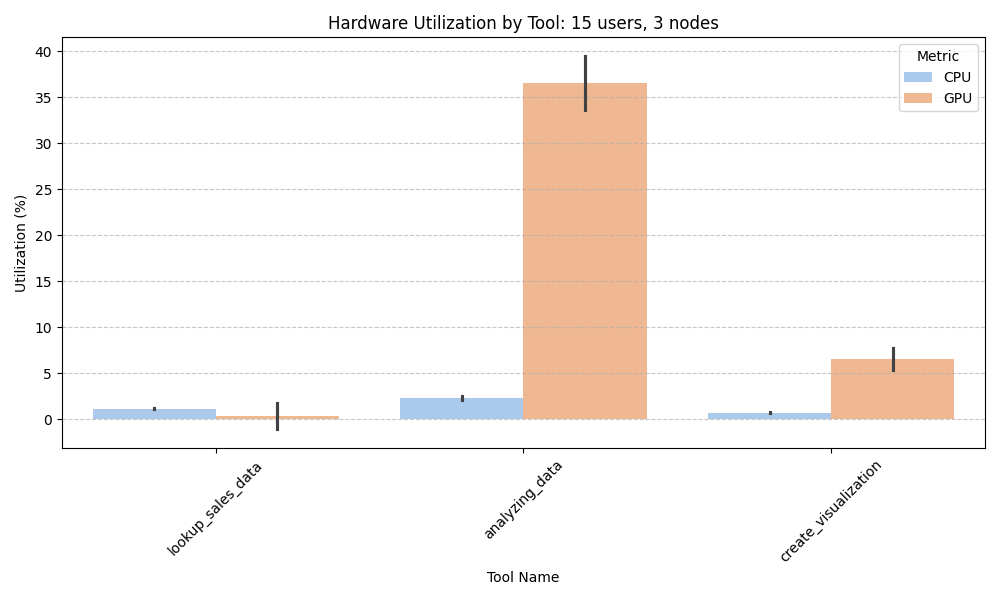 Hardware Utilization by Tool: 15 users, 3 nodes
Metric
CPU
GPU
Utilization (%)
40
35
30
25
20
15
10
5
0
lookup_sales_data
analyzing_data
create_visualization
Tool Name